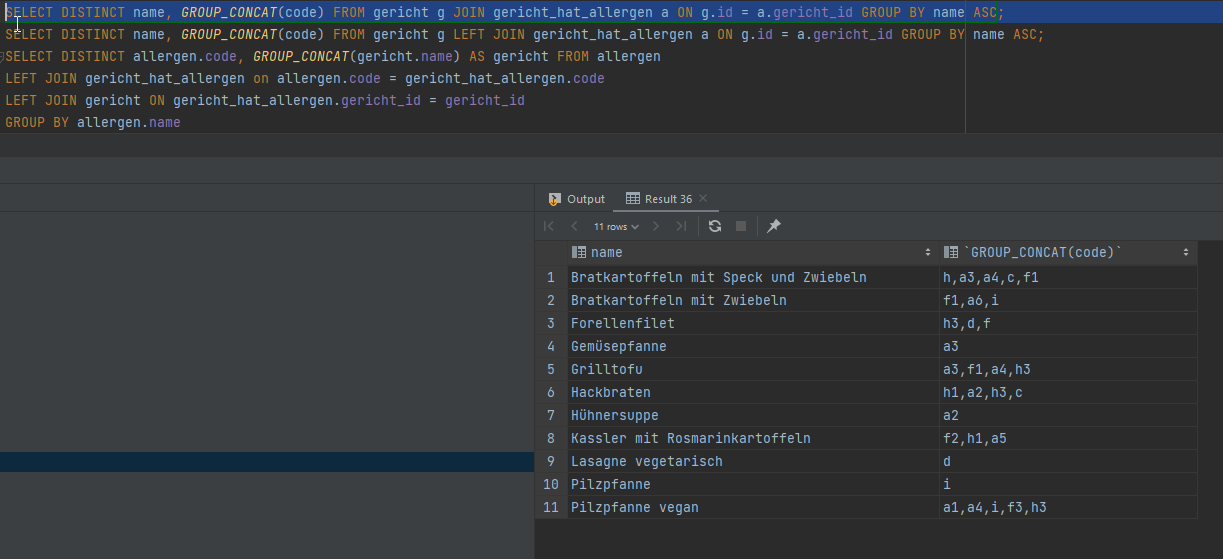 SELECT DISTINCT name, GROUP_CONCAT(code) FROM gericht g JOIN gericht_hat_allergen a ON g.id = a.gericht_id GROUP BY name ASC;
SELECT DISTINCT name, GROUP_CONCAT(code) FROM gericht g LEFT JOIN gericht_hat_allergen a ON g.id = a.gericht_id GROUP BY name ASC;
SELECT DISTINCT allergen.code, GROUP_CONCAT(gericht.name) AS gericht FROM allergen
LEFT JOIN gericht_hat_allergen on allergen.code = gericht_hat_allergen.code
LEFT JOIN gericht ON gericht_hat_allergen.gericht_id = gericht_id
GROUP BY allergen.name
Output Result 36
11 rows
name `GROUP_CONCAT(code)`
1 Bratkartoffeln mit Speck und Zwiebeln h,a3,a4,c,f1
2 Bratkartoffeln mit Zwiebeln f1,a6,i
3 Forellenfilet h3,d,f
4 Gemüsepfanne a3
5 Grilltofu a3,f1,a4,h3
6 Hackbraten h1,a2,h3,c
7 Hühnersuppe a2
8 Kassler mit Rosmarinkartoffeln f2,h1,a5
9 Lasagne vegetarisch d
10 Pilzpfanne i
11 Pilzpfanne vegan a1,a4,i,f3,h3